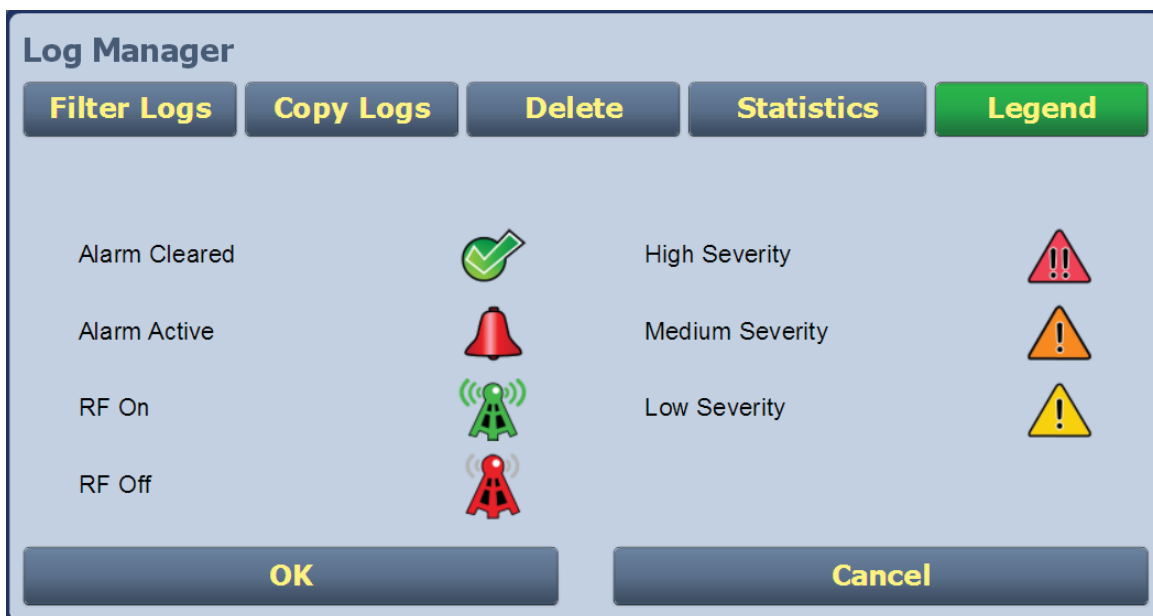 Log Manager
Filter Logs Copy Logs Delete Statistics Legend
Alarm Cleared High Severity
Alarm Active Medium Severity
RF On Low Severity
RF Off
OK Cancel